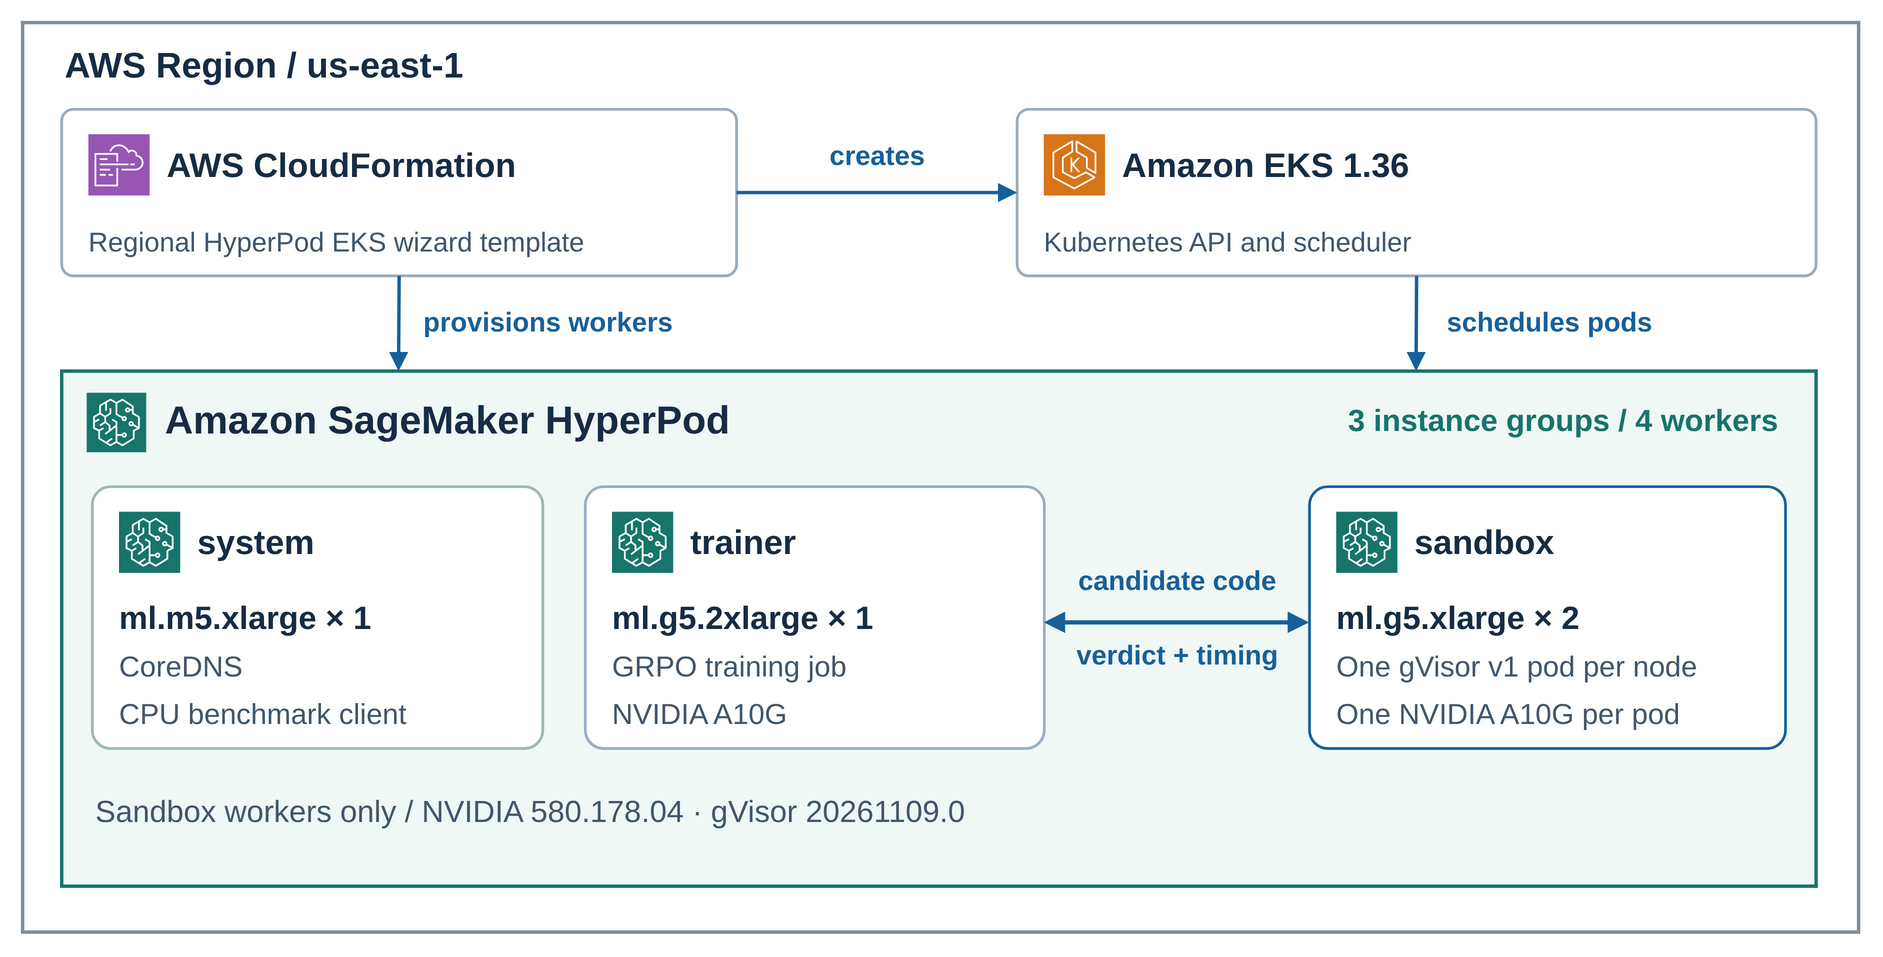 AWS Region / us-east-1
AWS CloudFormation
Regional HyperPod EKS wizard template
creates
Amazon EKS 1.36
Kubernetes API and scheduler
provisions workers
schedules pods
Amazon SageMaker HyperPod
3 instance groups / 4 workers
system
ml.m5.xlarge × 1
CoreDNS
CPU benchmark client
trainer
ml.g5.2xlarge × 1
GRPO training job
NVIDIA A10G
candidate code
verdict + timing
sandbox
ml.g5.xlarge × 2
One gVisor v1 pod per node
One NVIDIA A10G per pod
Sandbox workers only / NVIDIA 580.178.04 · gVisor 20261109.0